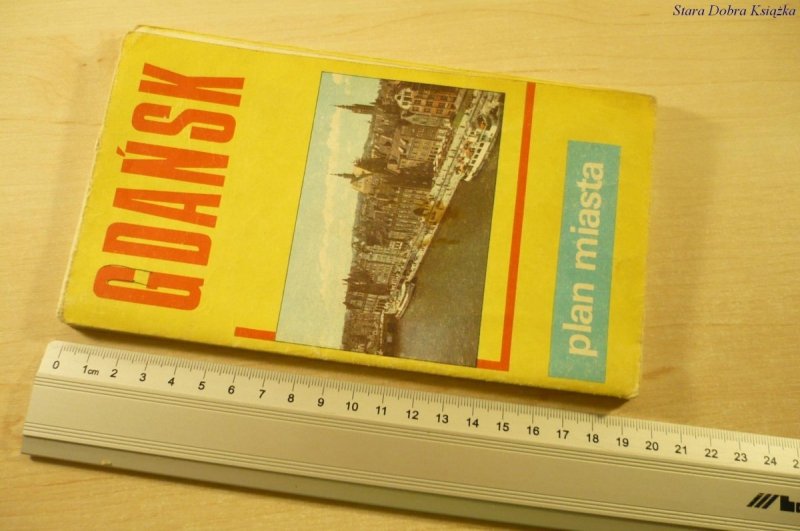 Stara Dobra Książka
GDAŃSK
plan miasta
0 1cm 2 3 4 5 6 7 8 9 10 11 12 13 14 15 16 17 18 19 20 21 22 23 24